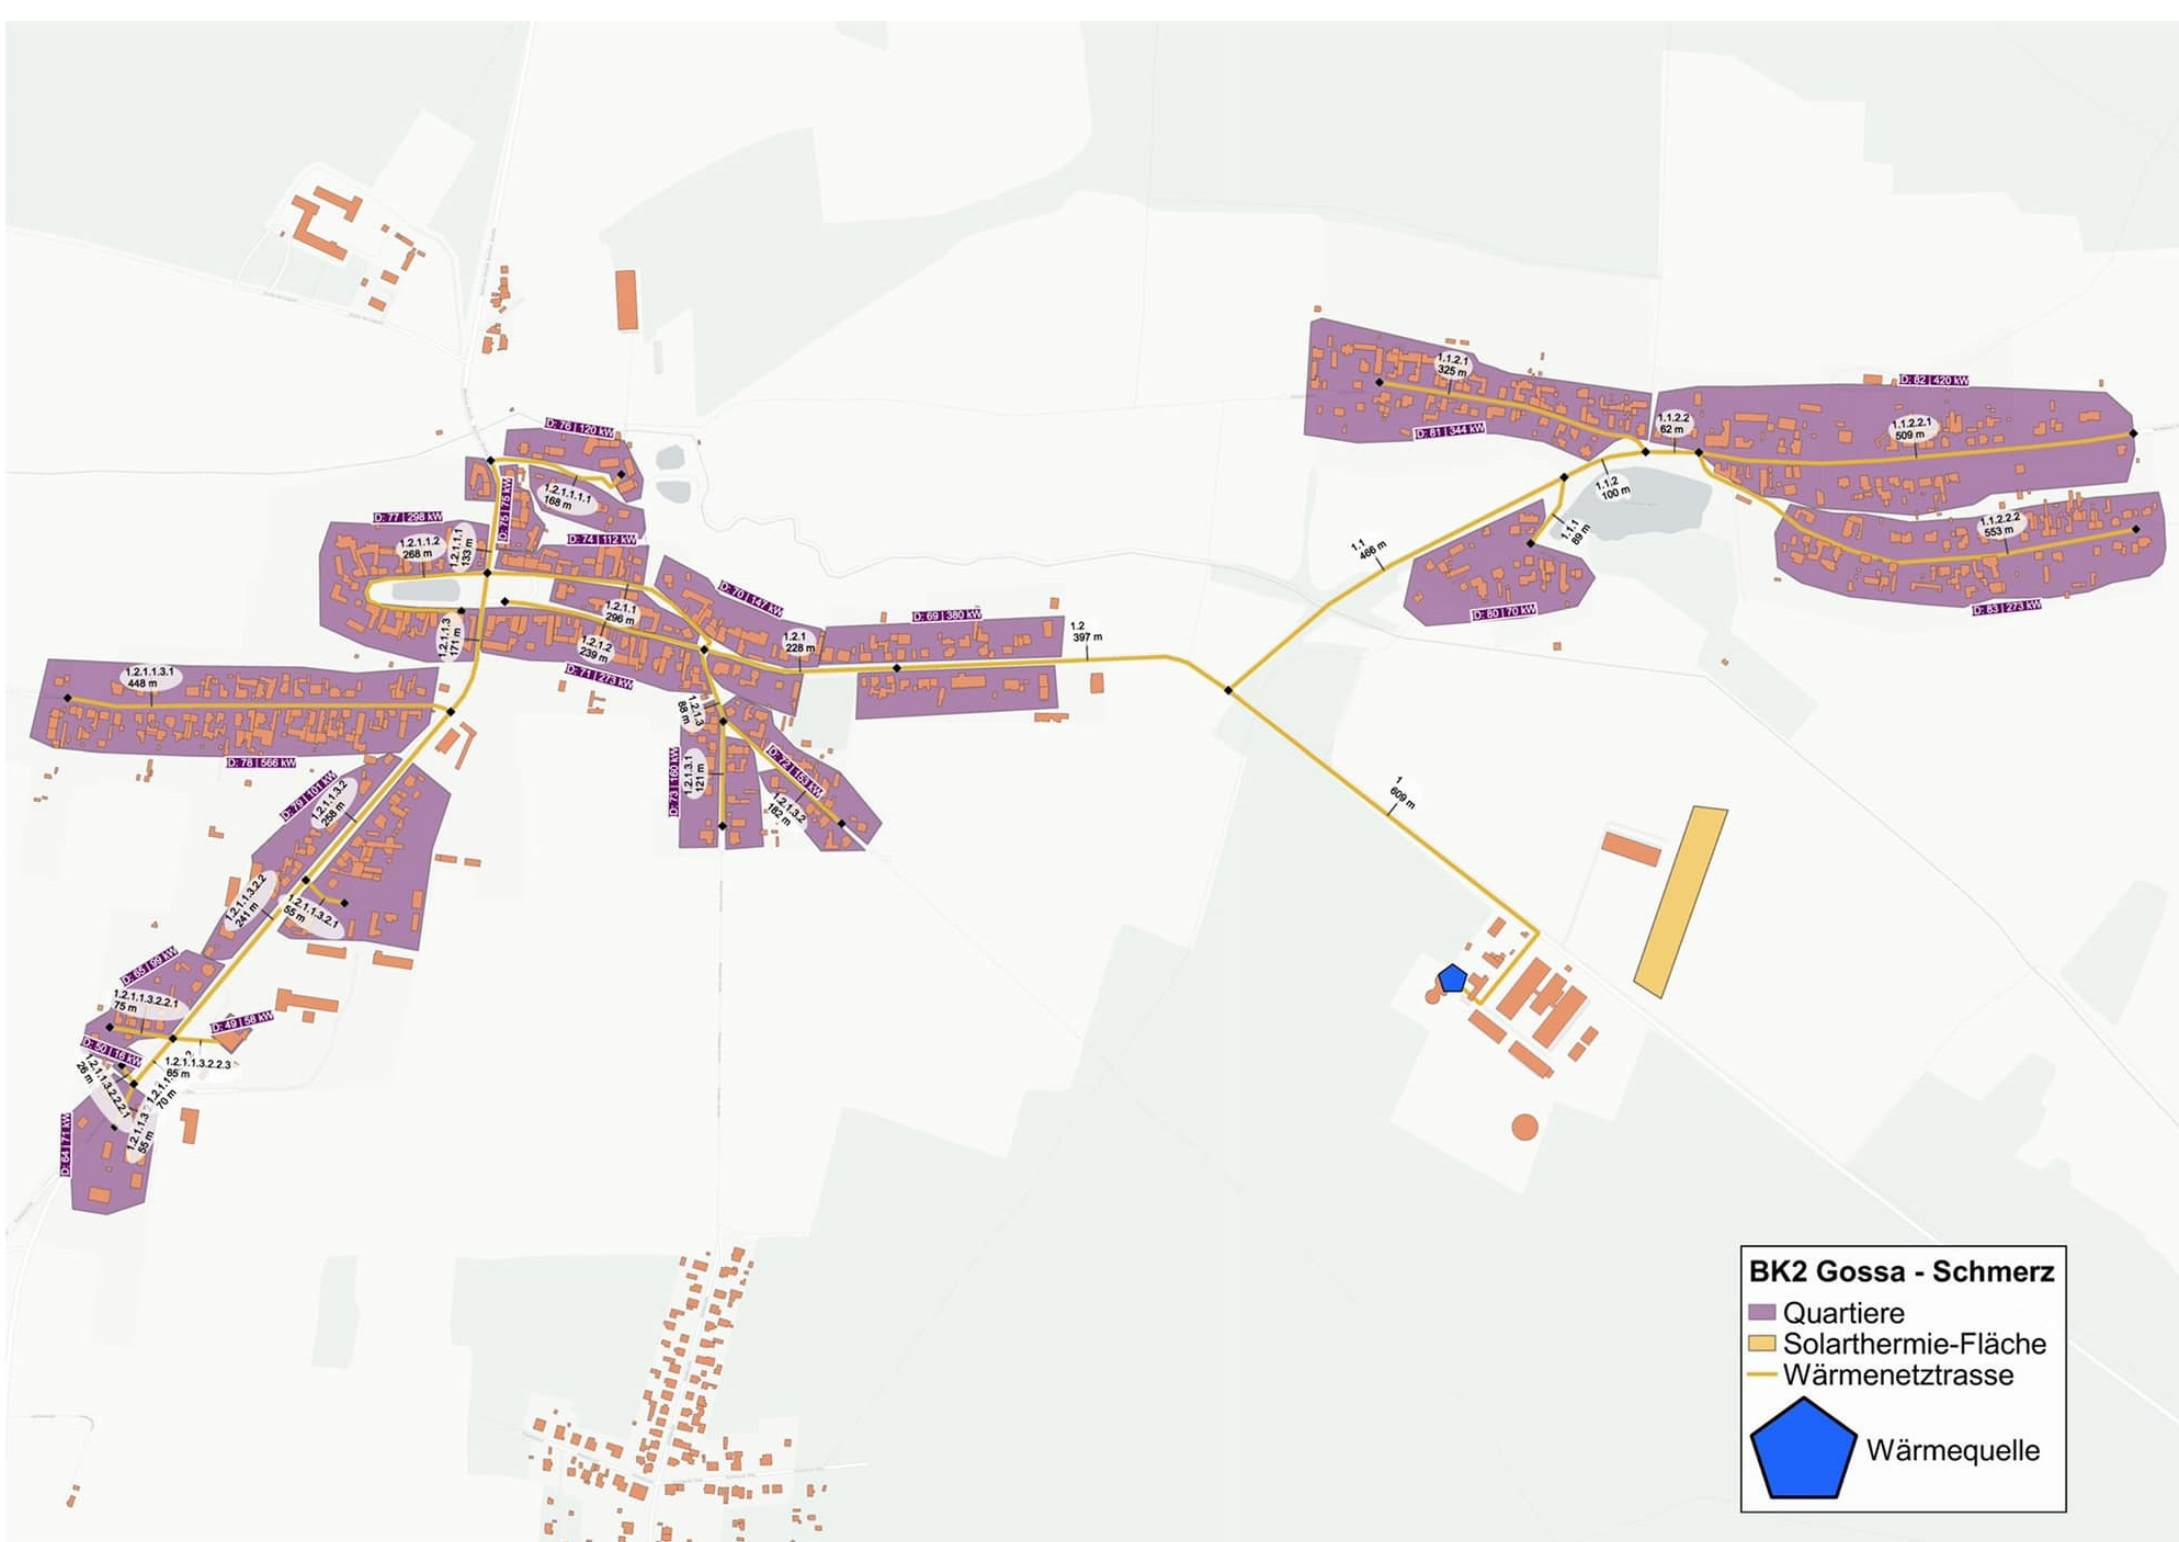 D: 76 | 120 kW
1.2.1.1.1.1
168 m
D: 75 | 75 kW
D: 77 | 298 kW
1.2.1.1.2
268 m
1.2.1.1.1
133 m
D: 74 | 112 kW
1.2.1.1
296 m
1.2.1.2
239 m
1.2.1.1.3
171 m
D: 71 | 273 kW
D: 70 | 147 kW
1.2.1
228 m
D: 69 | 380 kW
1.2
397 m
1.2.1.1.3.1
448 m
D: 78 | 566 kW
1.2.1.3
88 m
D: 73 | 160 kW
1.2.1.3.1
121 m
D: 72 | 153 kW
1.2.1.3.2
182 m
D: 79 | 101 kW
1.2.1.1.3.2
258 m
1.2.1.1.3.2.2
241 m
1.2.1.1.3.2.1
55 m
D: 65 | 99 kW
1.2.1.1.3.2.2.1
75 m
D: 49 | 58 kW
1.2.1.1.3.2.2.3
65 m
D: 50 | 16 kW
26 m
70 m
55 m
D: 64 | 71 kW
1.1.2.1
325 m
D: 81 | 344 kW
1.1.2.2
62 m
D: 82 | 420 kW
1.1.2.2.1
509 m
1.1.2
100 m
1.1.1
89 m
1.1
466 m
D: 80 | 70 kW
1.1.2.2.2
553 m
D: 83 | 273 kW
1
609 m
BK2 Gossa - Schmerz
Quartiere
Solarthermie-Fläche
Wärmenetztrasse
Wärmequelle